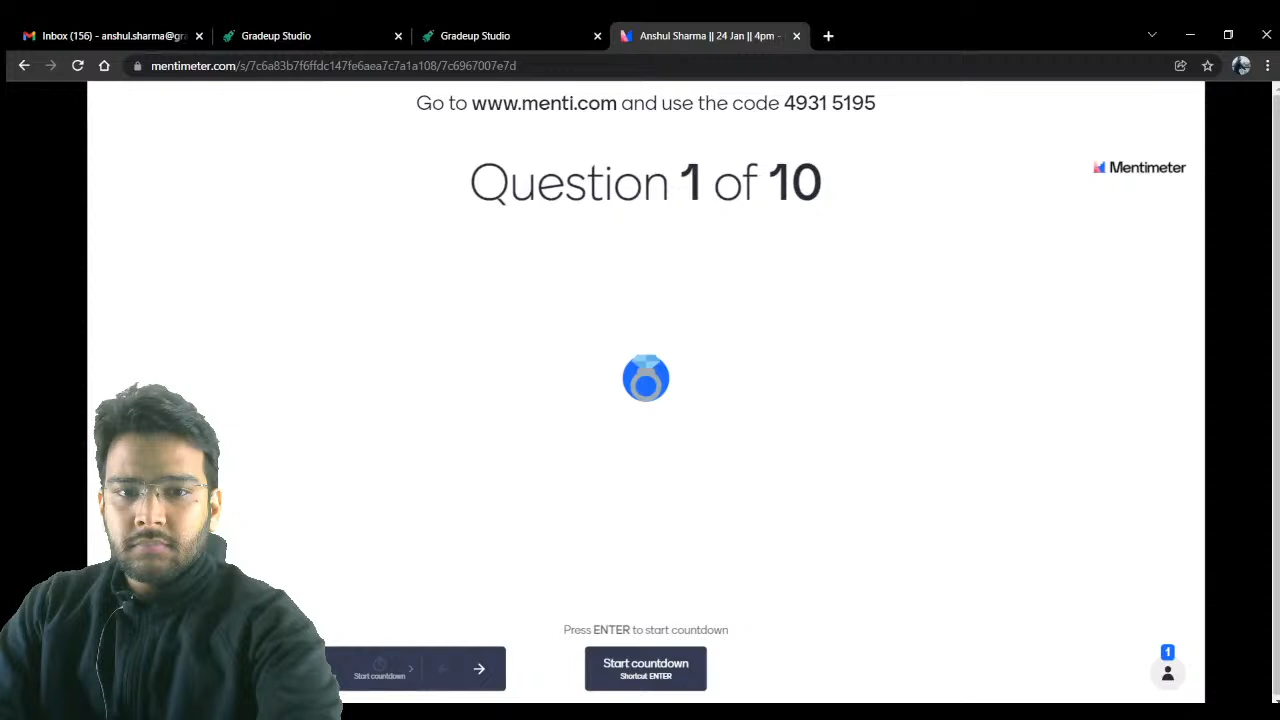 Inbox (156) - anshul.sharma@gra
Gradeup Studio
Gradeup Studio
Anshul Sharma || 24 Jan || 4pm -
mentimeter.com/s/7c6a83b7f6ffdc147fe6aea7c7a1a108/7c6967007e7d
Go to www.menti.com and use the code 4931 5195
Mentimeter
Question 1 of 10
Press ENTER to start countdown
Start countdown
Start countdown
Shortcut ENTER
1